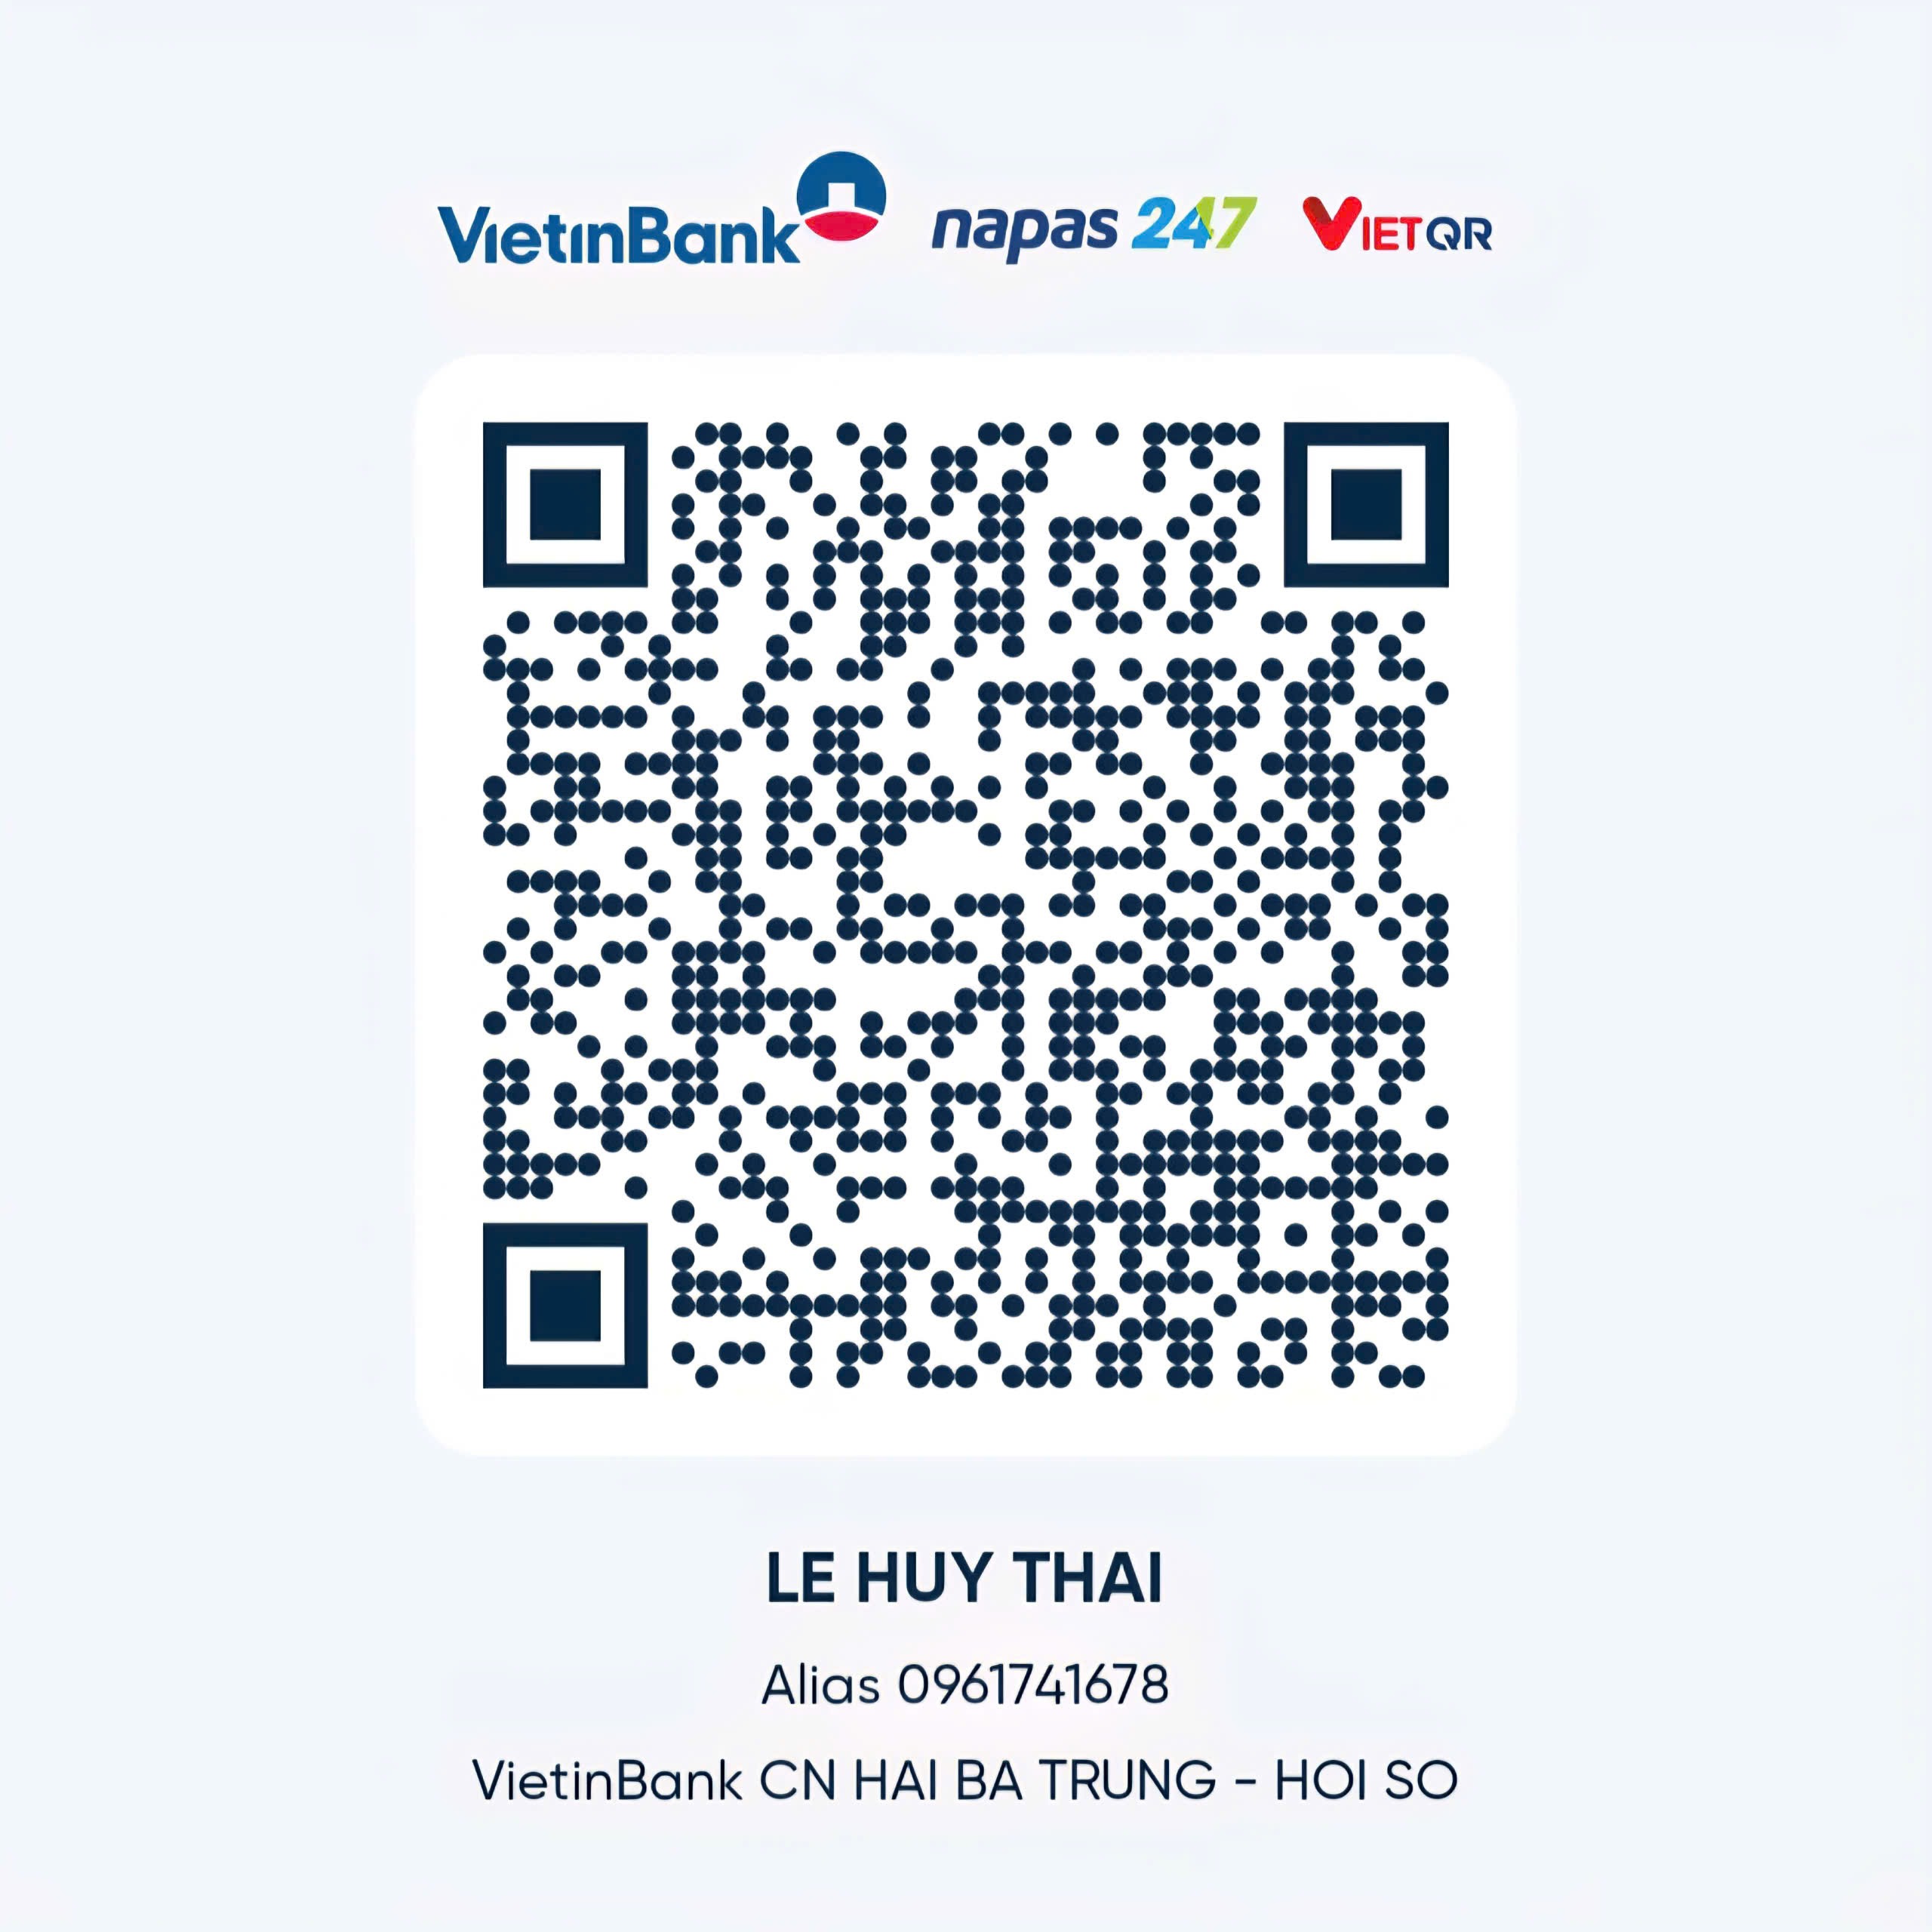 VietinBank napas 247 VIETQR
LE HUY THAI
Alias 0961741678
VietinBank CN HAI BA TRUNG - HOI SO